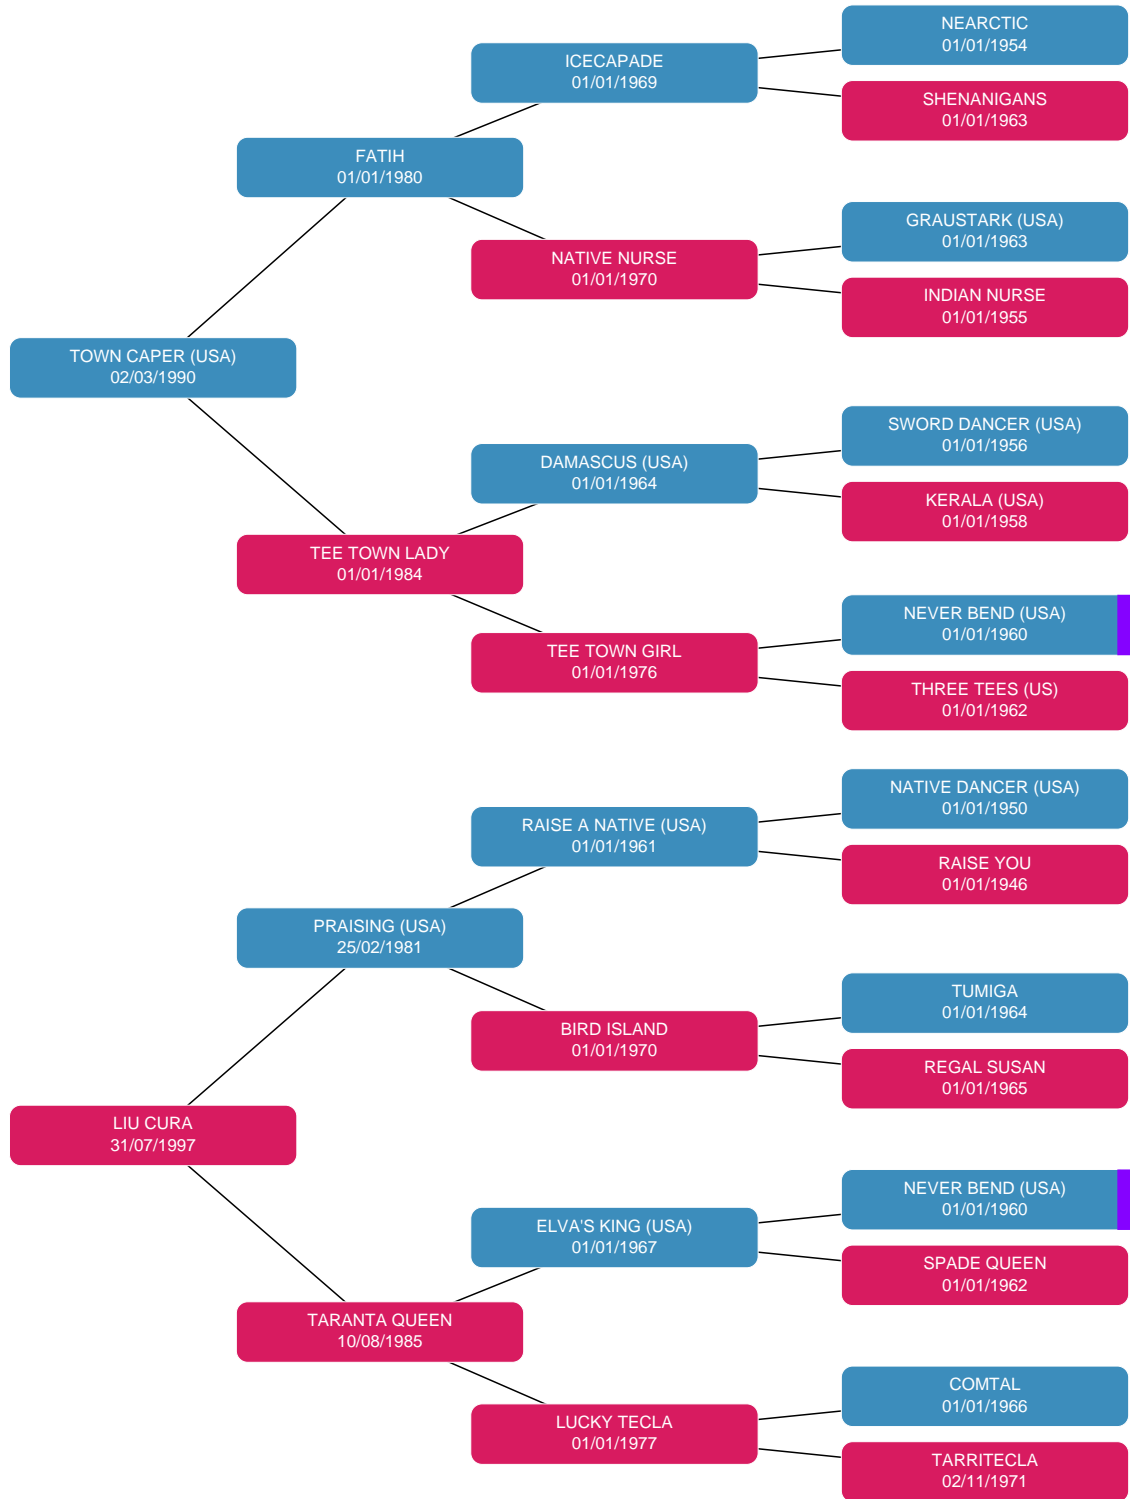 NEARCTIC
01/01/1954
ICECAPADE
01/01/1969
SHENANIGANS
01/01/1963
FATIH
01/01/1980
GRAUSTARK (USA)
01/01/1963
NATIVE NURSE
01/01/1970
INDIAN NURSE
01/01/1955
TOWN CAPER (USA)
02/03/1990
SWORD DANCER (USA)
01/01/1956
DAMASCUS (USA)
01/01/1964
KERALA (USA)
01/01/1958
TEE TOWN LADY
01/01/1984
NEVER BEND (USA)
01/01/1960
TEE TOWN GIRL
01/01/1976
THREE TEES (US)
01/01/1962
NATIVE DANCER (USA)
01/01/1950
RAISE A NATIVE (USA)
01/01/1961
RAISE YOU
01/01/1946
PRAISING (USA)
25/02/1981
TUMIGA
01/01/1964
BIRD ISLAND
01/01/1970
REGAL SUSAN
01/01/1965
LIU CURA
31/07/1997
NEVER BEND (USA)
01/01/1960
ELVA'S KING (USA)
01/01/1967
SPADE QUEEN
01/01/1962
TARANTA QUEEN
10/08/1985
COMTAL
01/01/1966
LUCKY TECLA
01/01/1977
TARRITECLA
02/11/1971